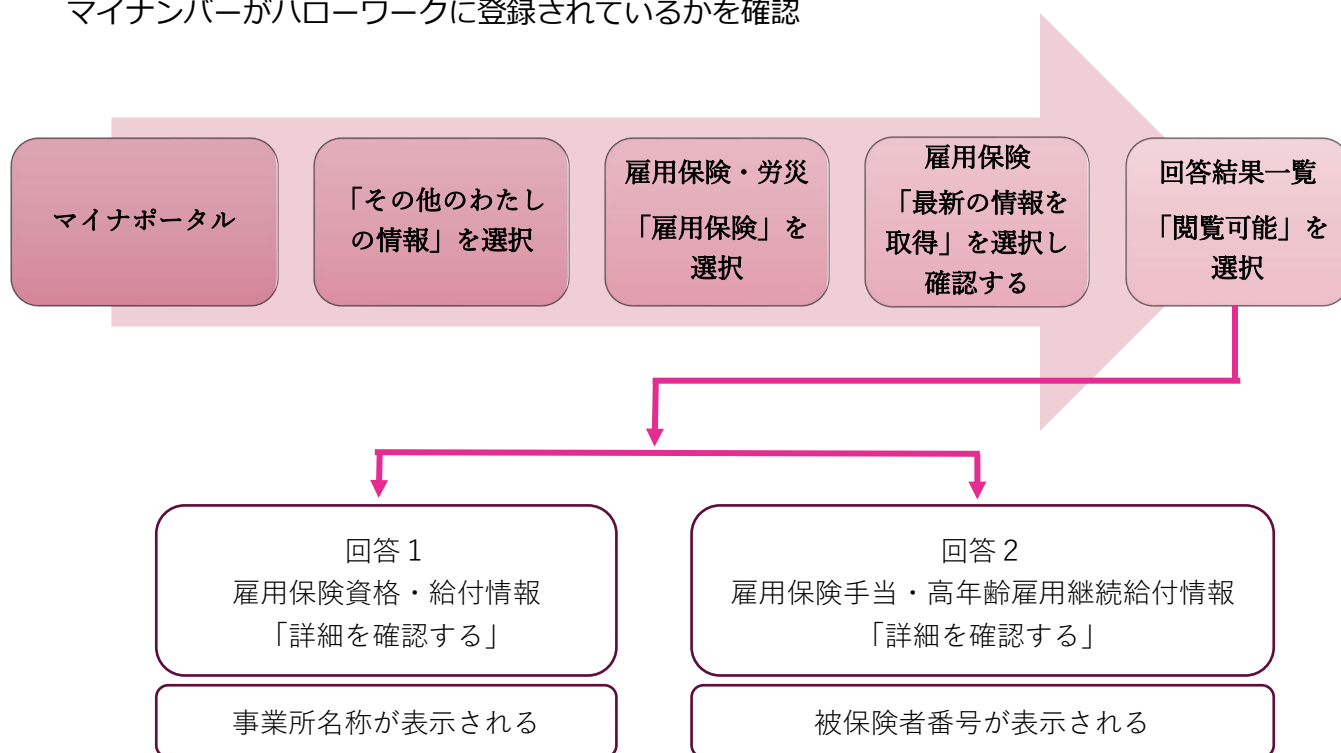 マイナンバーがハローワークに登録されているかを確認
マイナポータル
「その他のわたし
の情報」を選択
雇用保険・労災
「雇用保険」を
選択
雇用保険
「最新の情報を
取得」を選択し
確認する
回答結果一覧
「閲覧可能」を
選択
回答１
雇用保険資格・給付情報
「詳細を確認する」
事業所名称が表示される
回答２
雇用保険手当・高年齢雇用継続給付情報
「詳細を確認する」
被保険者番号が表示される